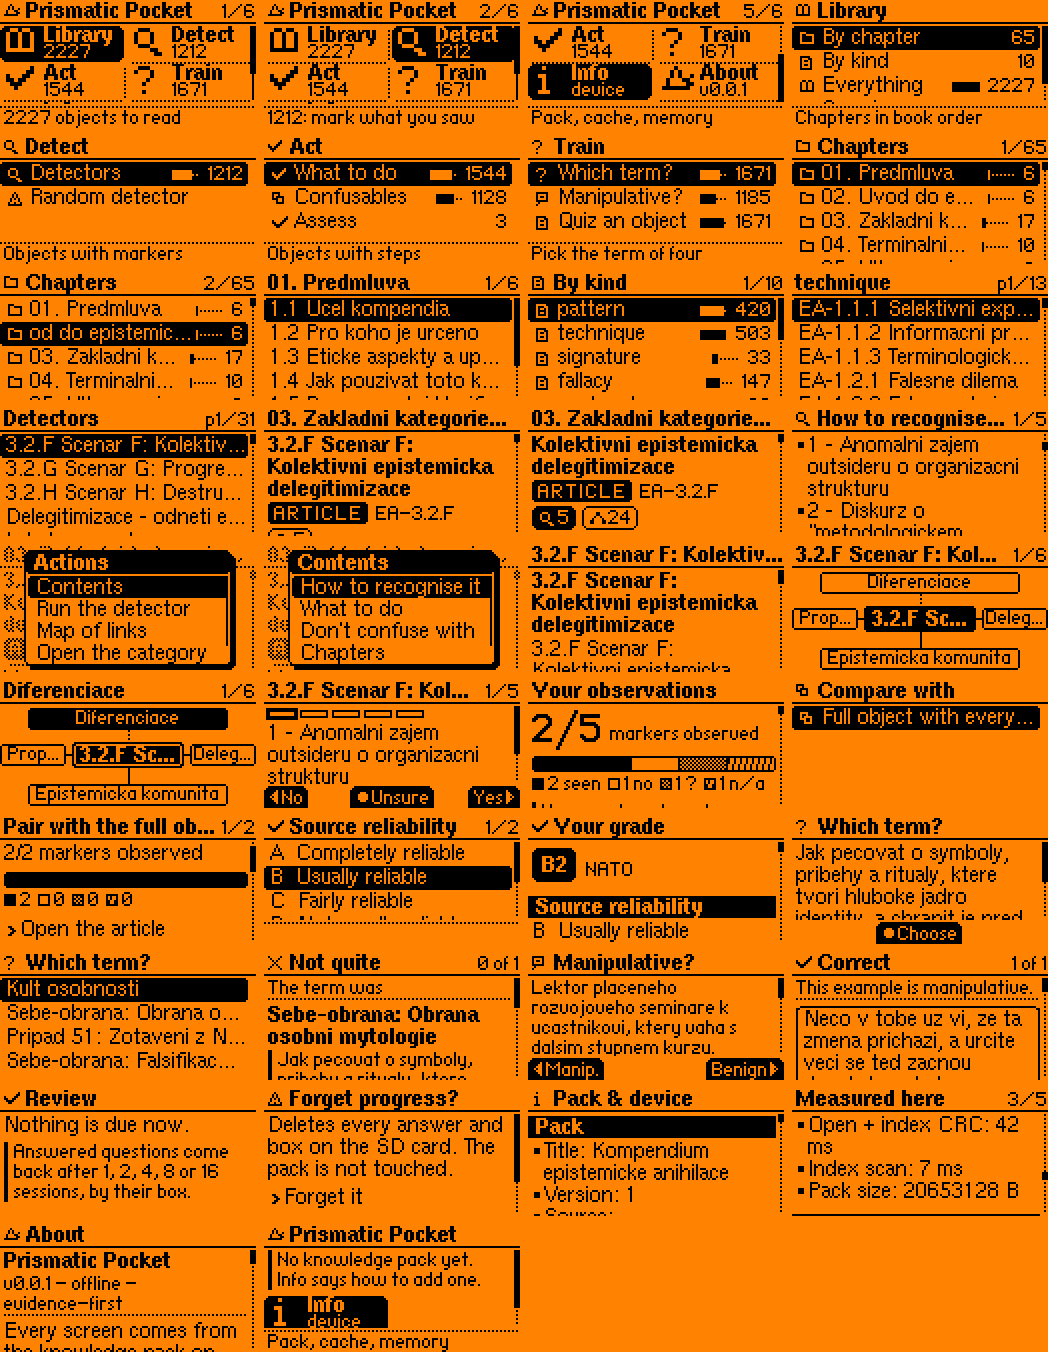 Prismatic Pocket 1/6
Library
2227
Detect
1212
Act
1544
Train
1671
2227 objects to read
Prismatic Pocket 2/6
Library
2227
Detect
1212
Act
1544
Train
1671
1212: mark what you saw
Prismatic Pocket 5/6
Act
1544
Train
1671
Info
device
About
v0.0.1
Pack, cache, memory
Library
By chapter 65
By kind 10
Everything 2227
Chapters in book order
Detect
Detectors 1212
Random detector
Objects with markers
Act
What to do 1544
Confusables 1128
Assess 3
Objects with steps
Train
Which term? 1671
Manipulative? 1185
Quiz an object 1671
Pick the term of four
Chapters 1/65
01. Predmluva 6
02. Uvod do e... 6
03. Zakladni k... 17
04. Terminalni... 10
Chapters 2/65
01. Predmluva 6
od do epistemic... 6
03. Zakladni k... 17
04. Terminalni... 10
01. Predmluva 1/6
1.1 Ucel kompendia
1.2 Pro koho je urceno
1.3 Eticke aspekty a up...
1.4 Jak pouzivat toto k...
By kind 1/10
pattern 420
technique 503
signature 33
fallacy 147
technique p1/13
EA-1.1.1 Selektivni exp...
EA-1.1.2 Informacni pr...
EA-1.1.3 Terminologick...
EA-1.2.1 Falesne dilema
Detectors p1/31
3.2.F Scenar F: Kolektiv...
3.2.G Scenar G: Progre...
3.2.H Scenar H: Destru...
Delegitimizace - odneti e...
03. Zakladni kategorie...
3.2.F Scenar F:
Kolektivni epistemicka
delegitimizace
ARTICLE EA-3.2.F
03. Zakladni kategorie...
Kolektivni epistemicka
delegitimizace
ARTICLE EA-3.2.F
5 24
How to recognise... 1/5
1 - Anomalni zajem
outsideru o organizacni
strukturu
2 - Diskurz o
"metodologickem
Actions
Contents
Run the detector
Map of links
Open the category
Contents
How to recognise it
What to do
Don't confuse with
Chapters
3.2.F Scenar F: Kolektiv...
3.2.F Scenar F:
Kolektivni epistemicka
delegitimizace
3.2.F Scenar F:
Kolektivni epistemicka
3.2.F Scenar F: Kol... 1/6
Diferenciace
Prop... 3.2.F Sc... Deleg...
Epistemicka komunita
Diferenciace 1/6
Diferenciace
Prop... 3.2.F Sc... Deleg...
Epistemicka komunita
3.2.F Scenar F: Kol... 1/5
1 - Anomalni zajem
outsideru o organizacni
strukturu
No Unsure Yes
Your observations
2/5 markers observed
2 seen 1 no 1? 1 n/a
Compare with
Full object with every...
Pair with the full ob... 1/2
2/2 markers observed
2 0 0 0
Open the article
Source reliability 1/2
A Completely reliable
B Usually reliable
C Fairly reliable
Your grade
B2 NATO
Source reliability
B Usually reliable
Which term?
Jak pecovat o symboly,
pribehy a ritualy, ktere
tvori hluboke jadro
identity, a chranit je pred
Choose
Which term?
Kult osobnosti
Sebe-obrana: Obrana o...
Pripad 51: Zotaveni z N...
Sebe-obrana: Falsifikac...
Not quite 0 of 1
The term was
Sebe-obrana: Obrana
osobni mytologie
Jak pecovat o symboly,
pribehy a ritualy, ktere
Manipulative?
Lektor placeneho
rozvojoveho seminare k
ucastnikovi, ktery vaha s
dalsim stupnem kurzu.
Manip. Benign
Correct 1 of 1
This example is manipulative.
Neco v tobe uz vi, ze ta
zmena prichazi, a urcite
veci se ted zacnou
Review
Nothing is due now.
Answered questions come
back after 1, 2, 4, 8 or 16
sessions, by their box.
Forget progress?
Deletes every answer and
box on the SD card. The
pack is not touched.
Forget it
Pack & device
Pack
Title: Kompendium
epistemicke anihilace
Version: 1
Source:
Measured here 3/5
Open + index CRC: 42
ms
Index scan: 7 ms
Pack size: 20653128 B
About
Prismatic Pocket
v0.0.1 - offline -
evidence-first
Every screen comes from
the knowledge pack on
Prismatic Pocket
No knowledge pack yet.
Info says how to add one.
Info
device
Pack, cache, memory